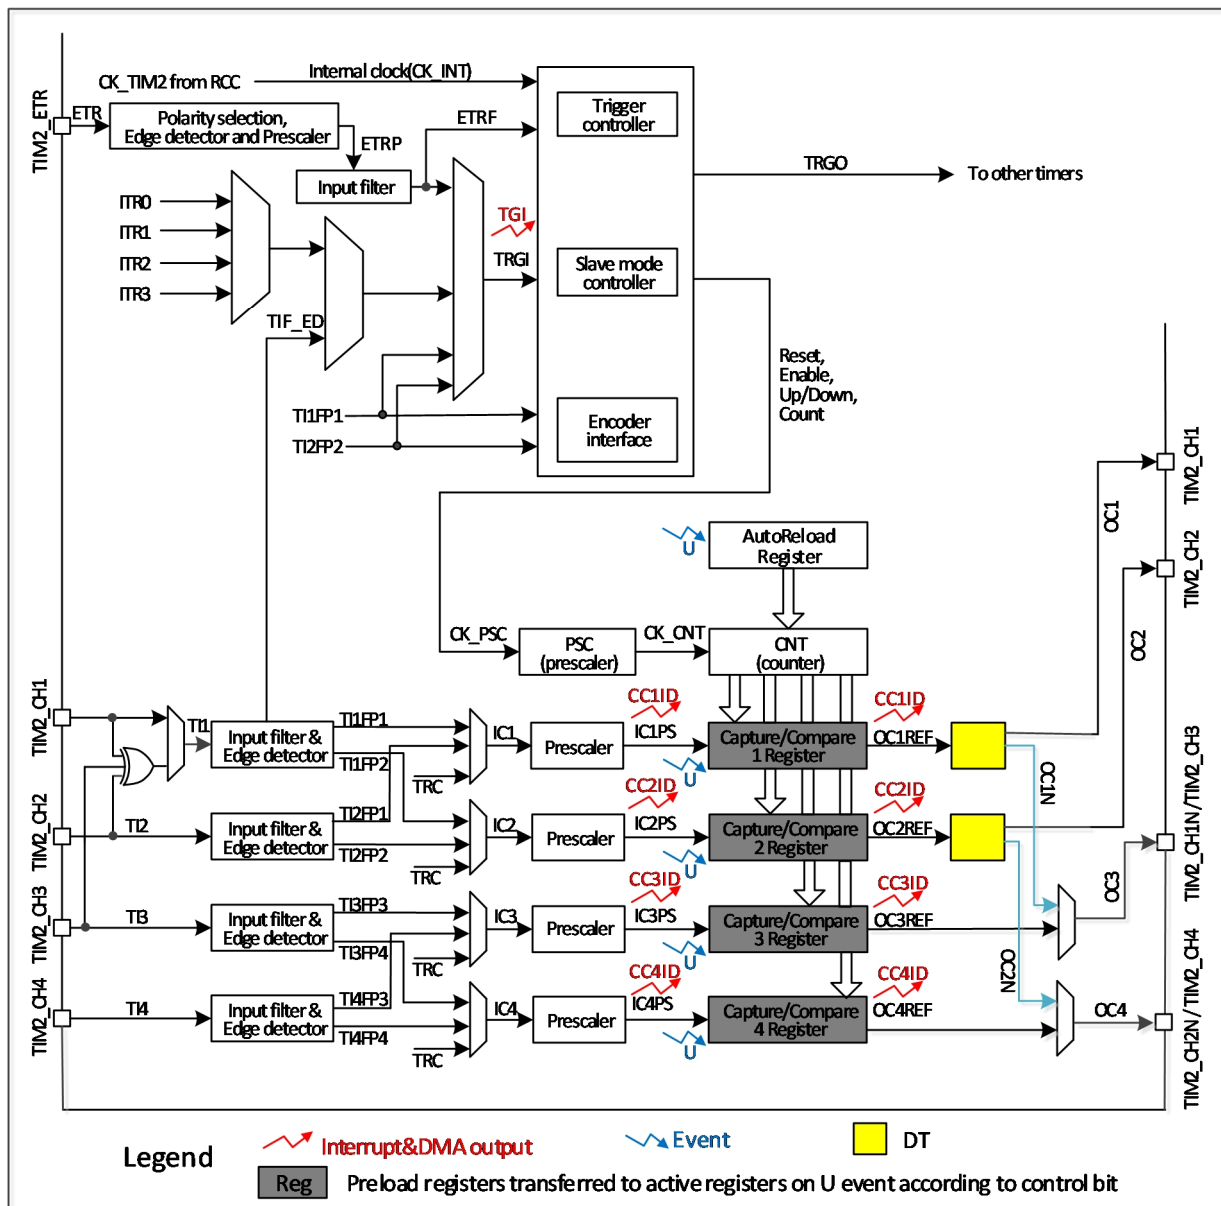 CK_TIM2 from RCC
Internal clock(CK_INT)
TIM2_ETR
ETR
Polarity selection,
Edge detector and Prescaler
ETRP
ETRF
Input filter
Trigger
controller
TRGO
To other timers
ITR0
ITR1
ITR2
ITR3
TGI
TRGI
Slave mode
controller
TIF_ED
Reset,
Enable,
Up/Down,
Count
TI1FP1
TI2FP2
Encoder
interface
TIM2_CH1
OC1
TIM2_CH2
OC2
U
AutoReload
Register
CK_PSC
PSC
(prescaler)
CK_CNT
CNT
(counter)
TIM2_CH1
TI1
Input filter &
Edge detector
TI1FP1
TI1FP2
TRC
IC1
Prescaler
CC1ID
IC1PS
U
Capture/Compare
1 Register
CC1ID
OC1REF
OC1N
TIM2_CH1N/TIM2_CH3
TIM2_CH2
TI2
Input filter &
Edge detector
TI2FP1
TI2FP2
TRC
IC2
Prescaler
CC2ID
IC2PS
U
Capture/Compare
2 Register
CC2ID
OC2REF
OC2N
TIM2_CH3
TI3
Input filter &
Edge detector
TI3FP3
TI3FP4
TRC
IC3
Prescaler
CC3ID
IC3PS
U
Capture/Compare
3 Register
CC3ID
OC3REF
OC3
TIM2_CH4
TI4
Input filter &
Edge detector
TI4FP3
TI4FP4
TRC
IC4
Prescaler
CC4ID
IC4PS
U
Capture/Compare
4 Register
CC4ID
OC4REF
OC4
TIM2_CH2N / TIM2_CH4
Legend
Interrupt&DMA output
Event
DT
Reg
Preload registers transferred to active registers on U event according to control bit